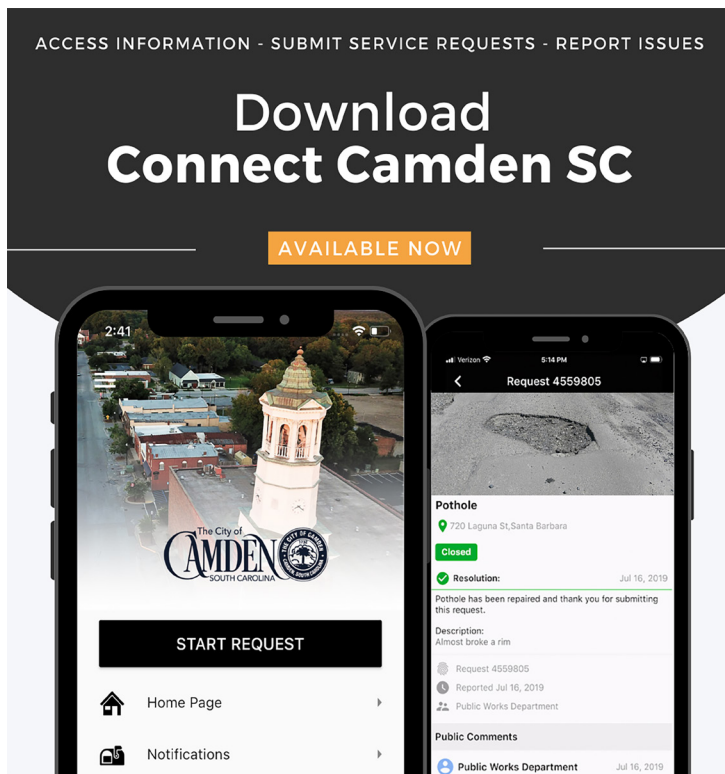 ACCESS INFORMATION - SUBMIT SERVICE REQUESTS - REPORT ISSUES
Download
Connect Camden SC
AVAILABLE NOW
2:41
The City of
CAMDEN
SOUTH CAROLINA
START REQUEST
Home Page
Notifications
Verizon
5:14 PM
Request 4559805
Pothole
720 Laguna St,Santa Barbara
Closed
Resolution:
Jul 16, 2019
Pothole has been repaired and thank you for submitting
this request.
Description:
Almost broke a rim
Request 4559805
Reported Jul 16, 2019
Public Works Department
Public Comments
Public Works Department
Jul 16, 2019